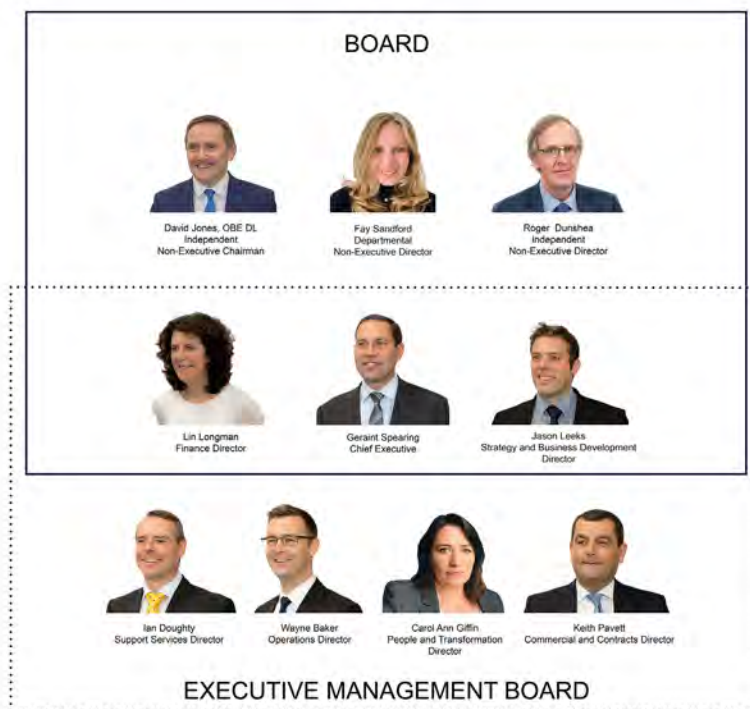 BOARD
David Jones, OBE DL
Independent
Non-Executive Chairman
Fay Sandford
Departmental
Non-Executive Director
Roger Dunshea
Independent
Non-Executive Director
Lin Longman
Finance Director
Geraint Spearing
Chief Executive
Jason Leeks
Strategy and Business Development
Director
Ian Doughty
Support Services Director
Wayne Baker
Operations Director
Carol Ann Giffin
People and Transformation
Director
Keith Pavett
Commercial and Contracts Director
EXECUTIVE MANAGEMENT BOARD